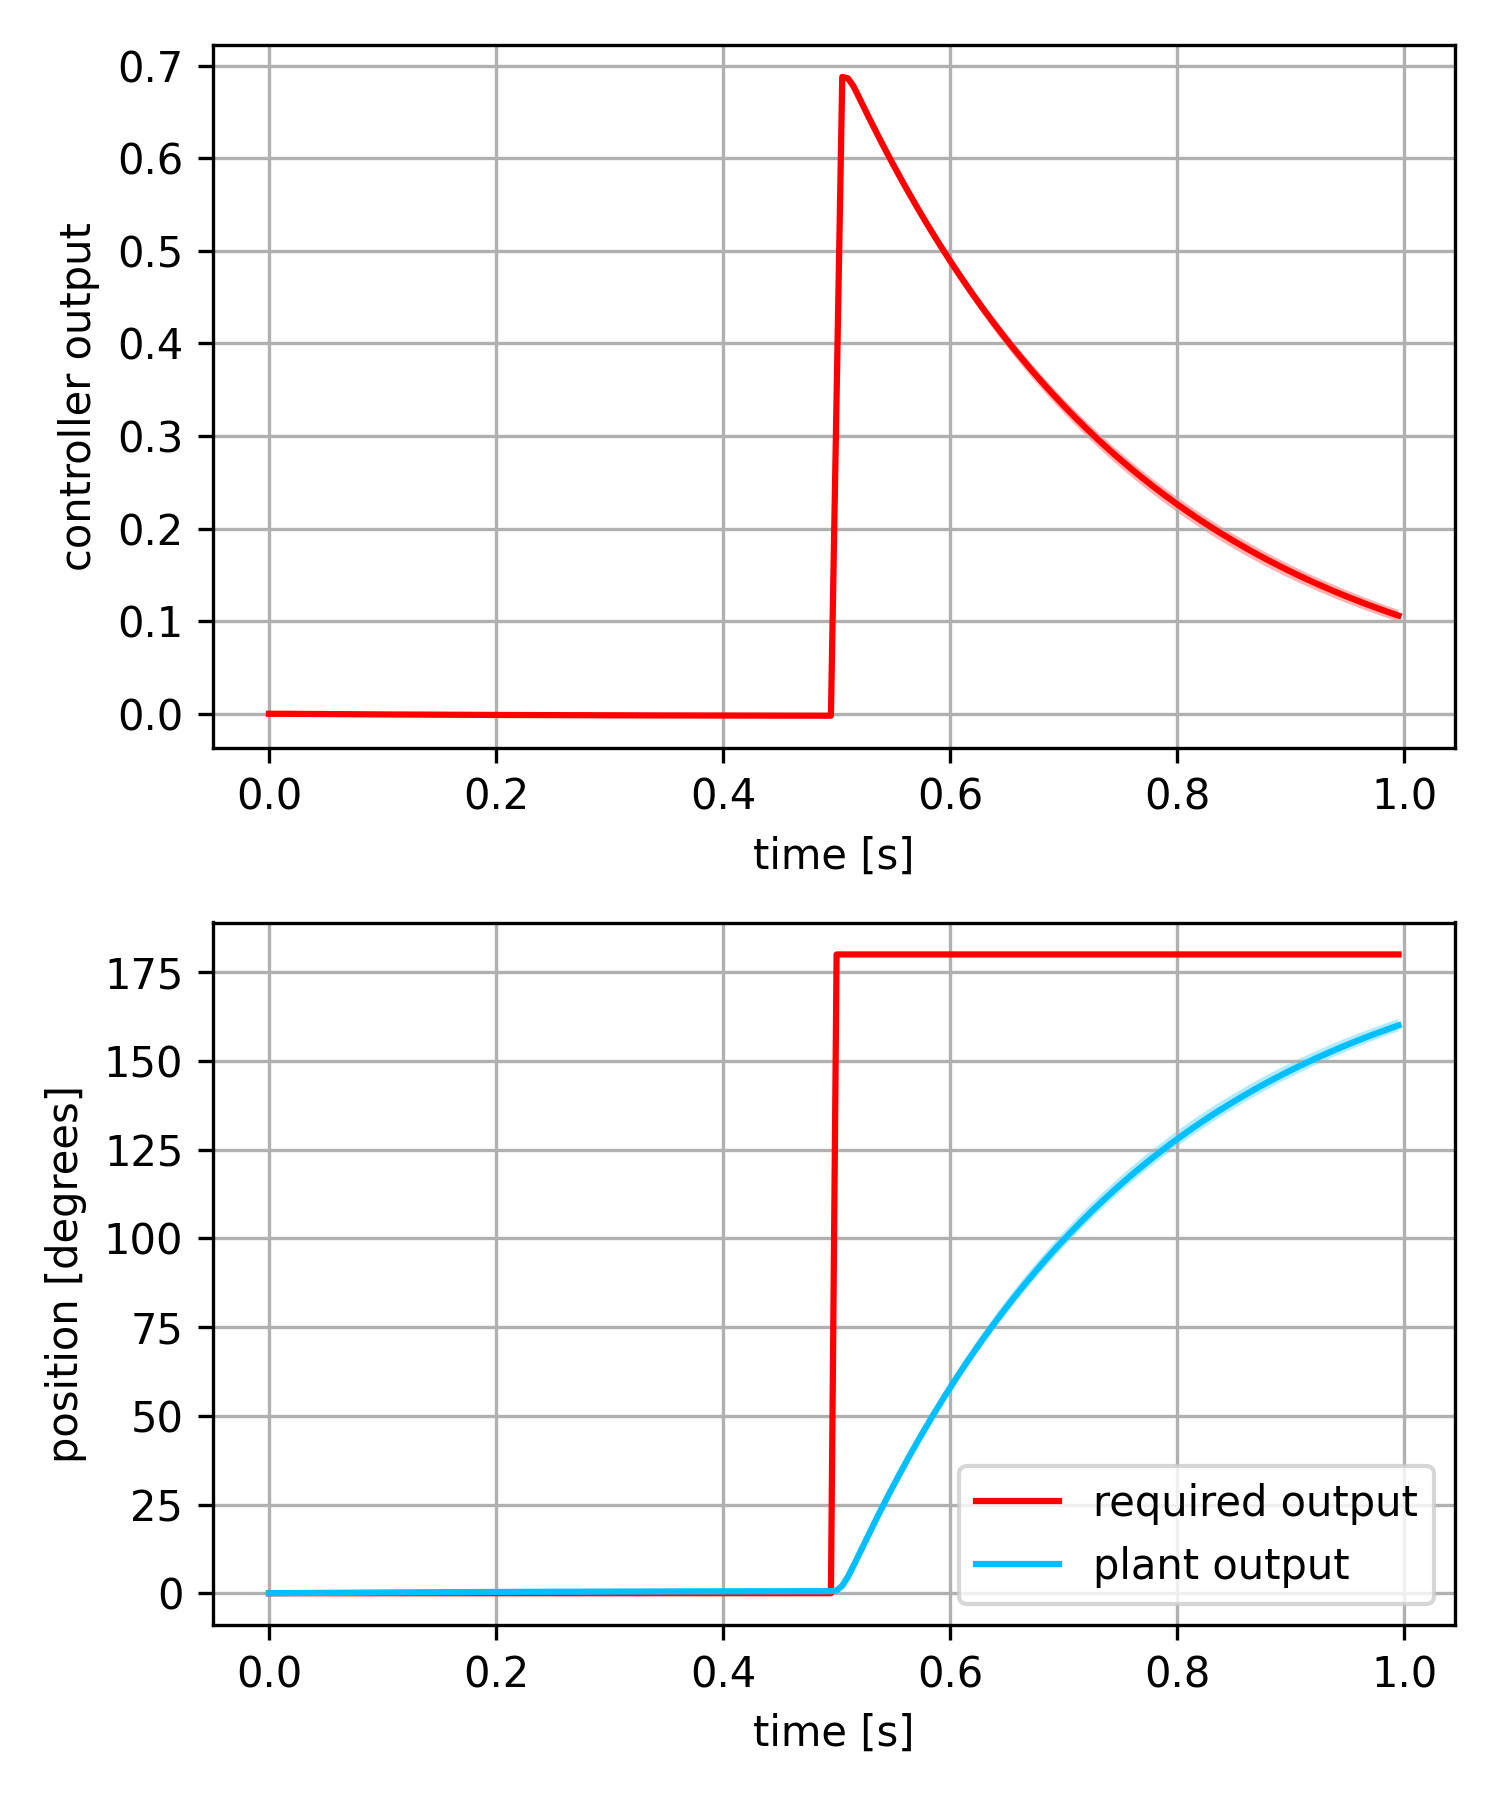 0.7
0.6
0.5
0.4
0.3
0.2
0.1
0.0
controller output
0.0 0.2 0.4 0.6 0.8 1.0
time [s]
175
150
125
100
75
50
25
0
position [degrees]
required output
plant output
0.0 0.2 0.4 0.6 0.8 1.0
time [s]